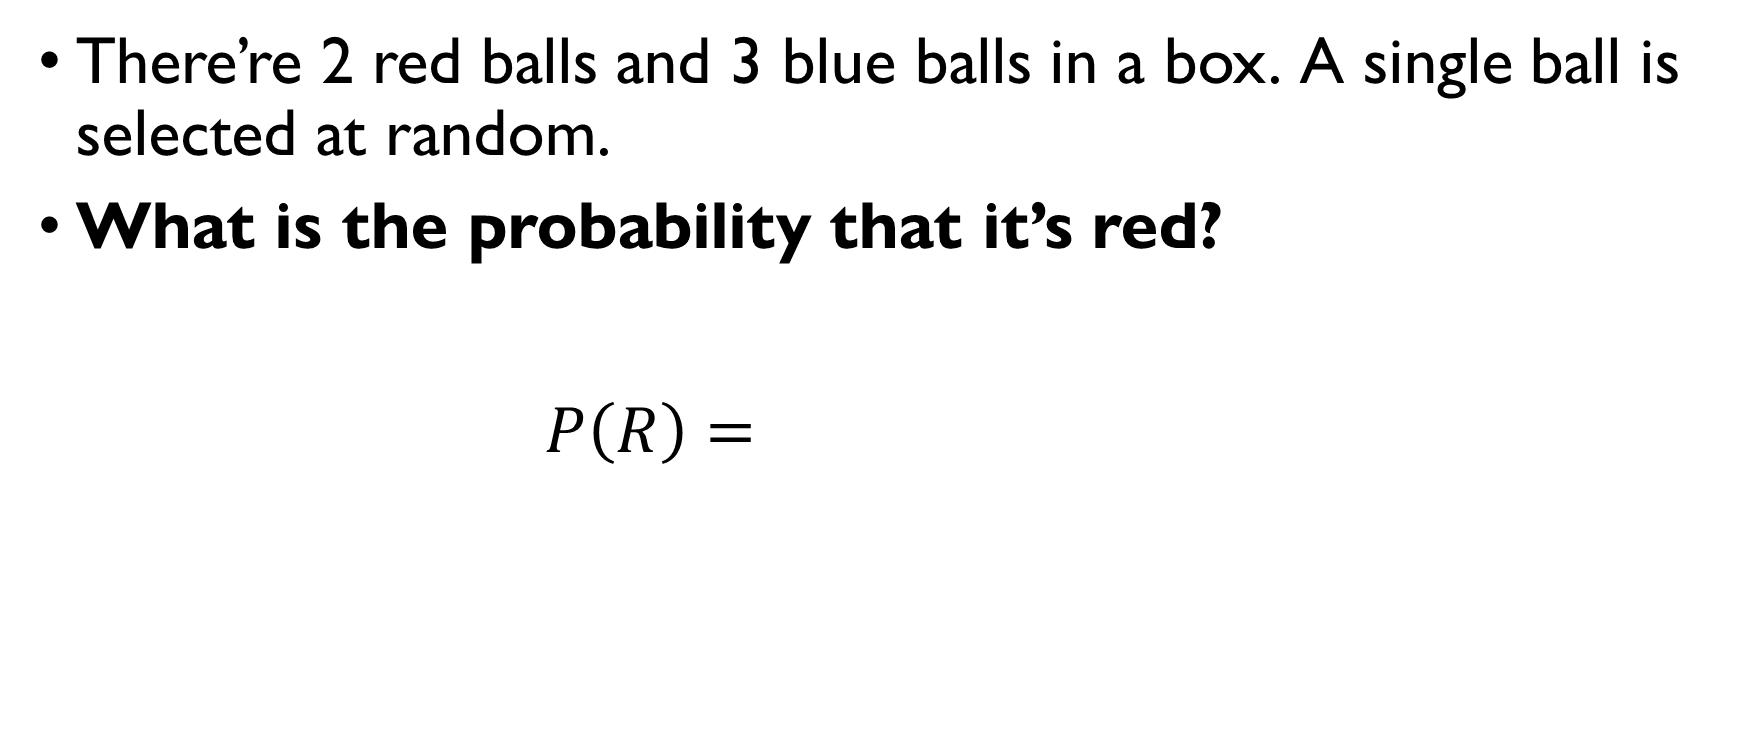 • There’re 2 red balls and 3 blue balls in a box. A single ball is
selected at random.
• What is the probability that it’s red?
P(R) =